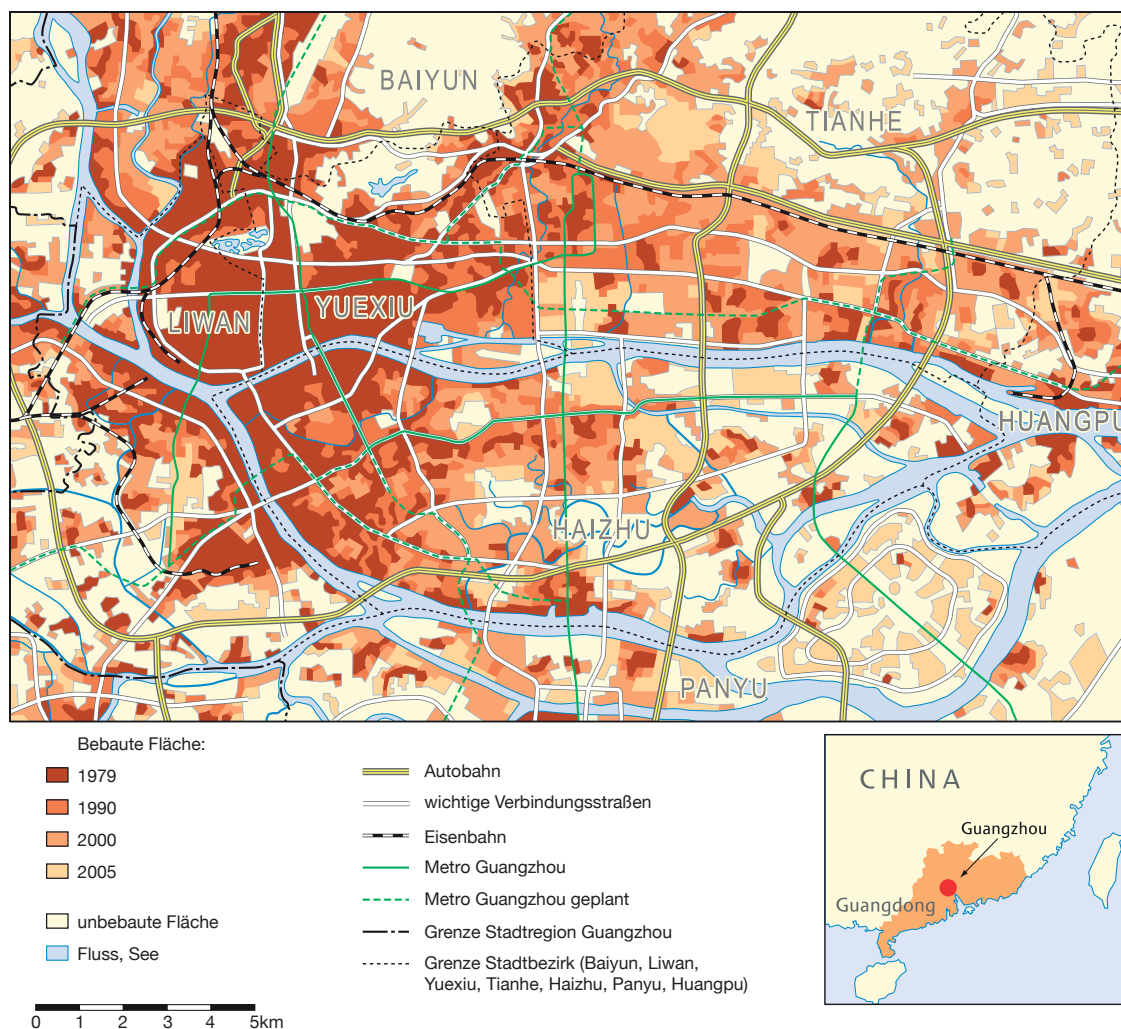 BAIYUN
TIANHE
LIWAN
YUEXIU
HUANGPU
HAIZHU
PANYU
Bebaute Fläche:
1979
1990
2000
2005
unbebaute Fläche
Fluss, See
0 1 2 3 4 5km
Autobahn
wichtige Verbindungsstraßen
Eisenbahn
Metro Guangzhou
Metro Guangzhou geplant
Grenze Stadtregion Guangzhou
Grenze Stadtbezirk (Baiyun, Liwan,
Yuexiu, Tianhe, Haizhu, Panyu, Huangpu)
CHINA
Guangzhou
Guangdong